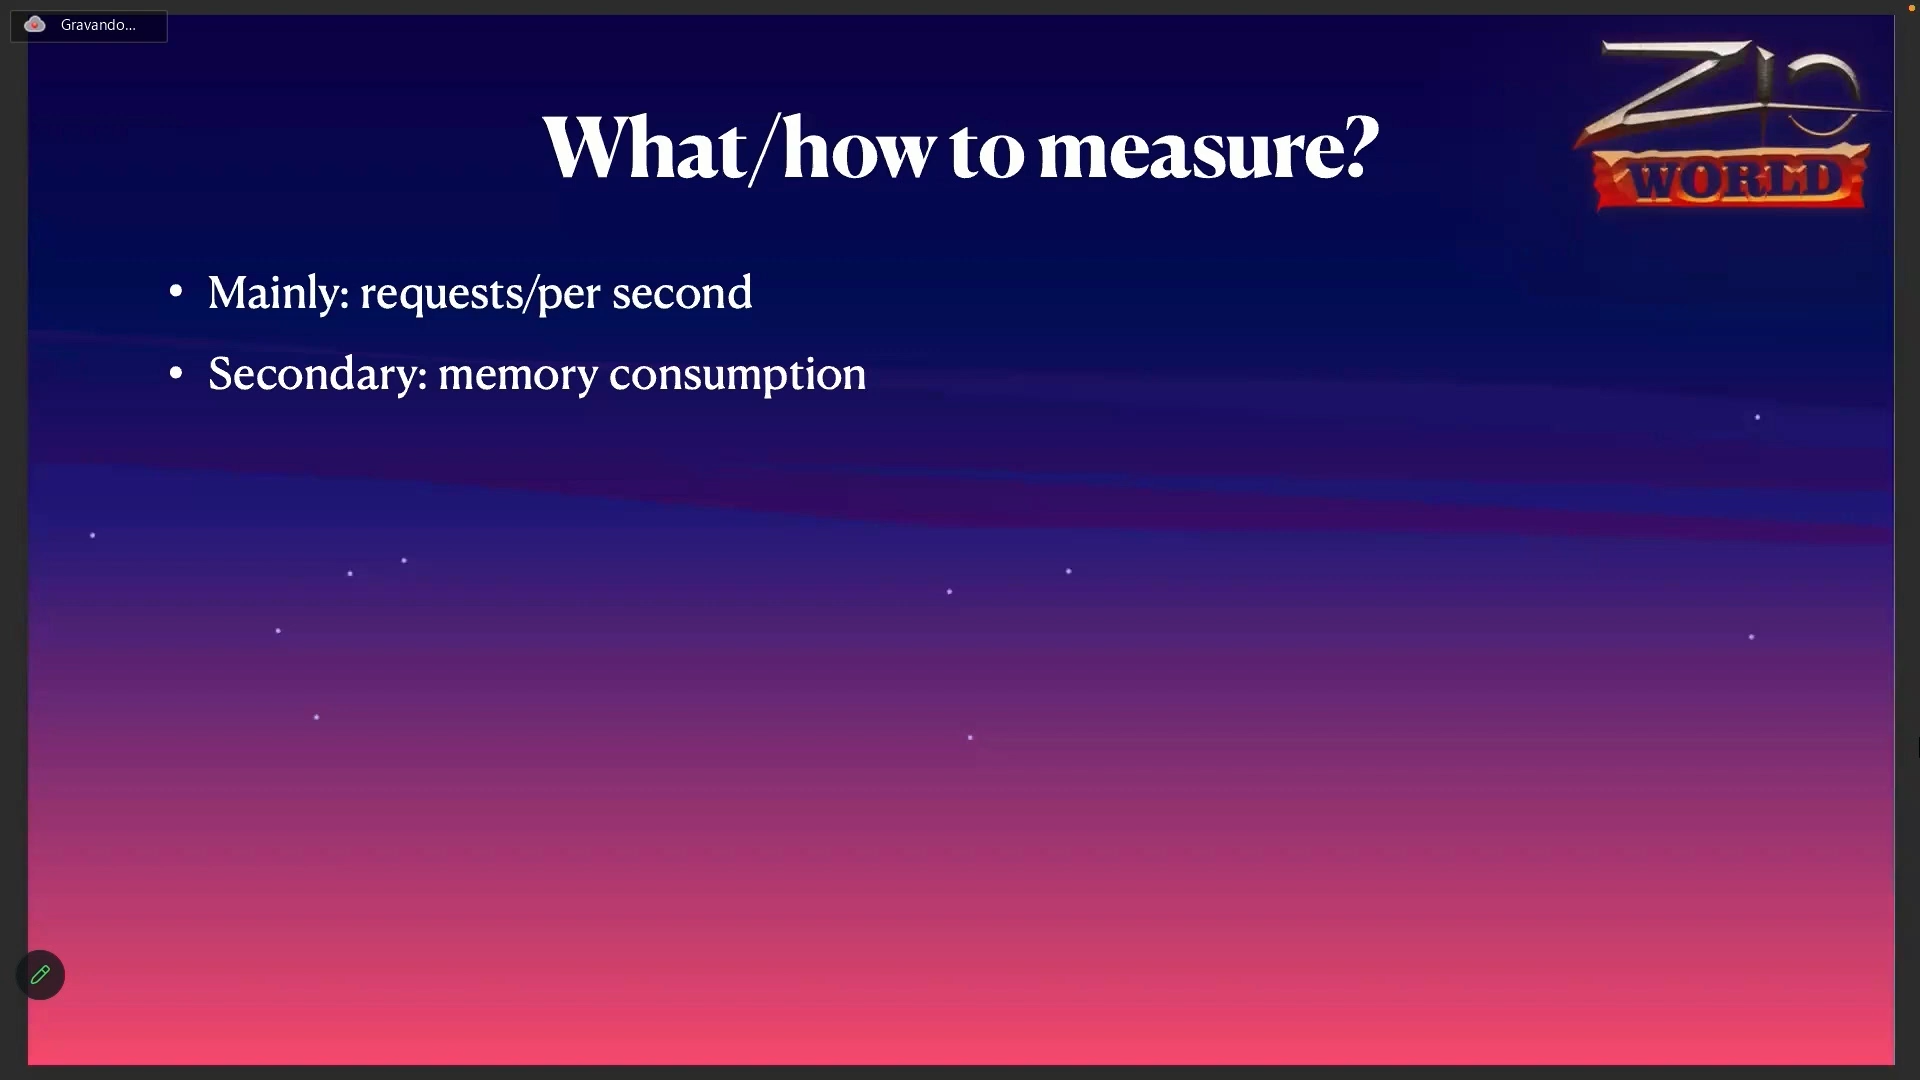 Gravando...
ZIO
WORLD
What/how to measure?
• Mainly: requests/per second
• Secondary: memory consumption